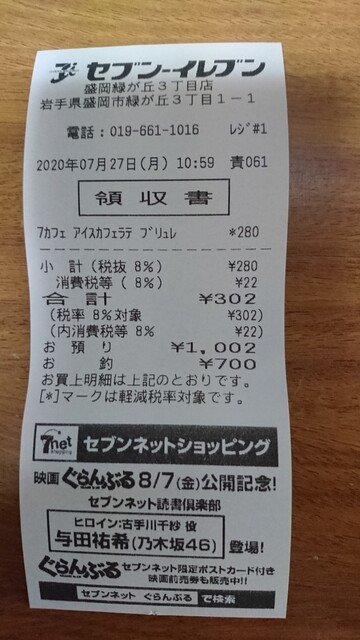 セブン-イレブン
盛岡緑が丘3丁目店
岩手県盛岡市緑が丘3丁目1-1
電話:019-661-1016 レジ#1
2020年07月27日(月) 10:59 責061
領収書
7カフェ アイスカフェラテ ブリュレ *280
小 計(税抜 8%) ¥280
消費税等( 8%) ¥22
合 計 ¥302
(税率 8%対象 ¥302)
(内消費税等 8% ¥22)
お 預 り ¥1,002
お 釣 ¥700
お買上明細は上記のとおりです。
[*]マークは軽減税率対象です。
7net shopping セブンネットショッピング
映画 ぐらんぶる 8/7(金)公開記念!
セブンネット読書倶楽部
ヒロイン:古手川千紗 役
与田祐希(乃木坂46) 登場!
ぐらんぶる セブンネット限定ポストカード付き
映画前売券も販売中!!
セブンネット ぐらんぶる で検索